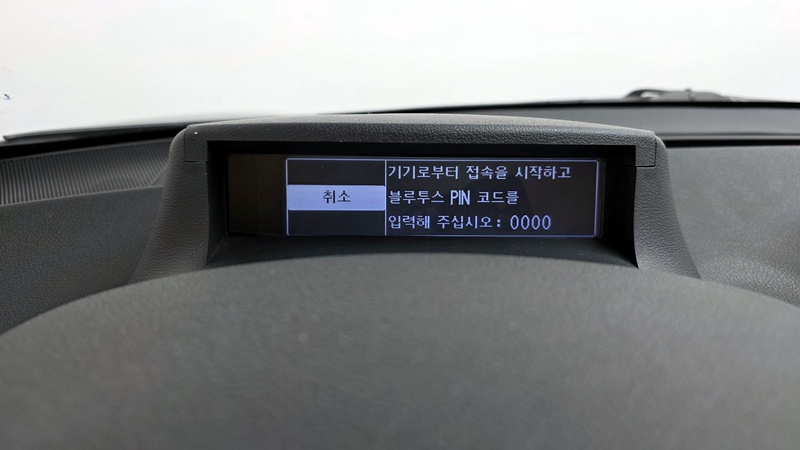 취소
기기로부터 접속을 시작하고
블루투스 PIN 코드를
입력해 주십시오: 0000